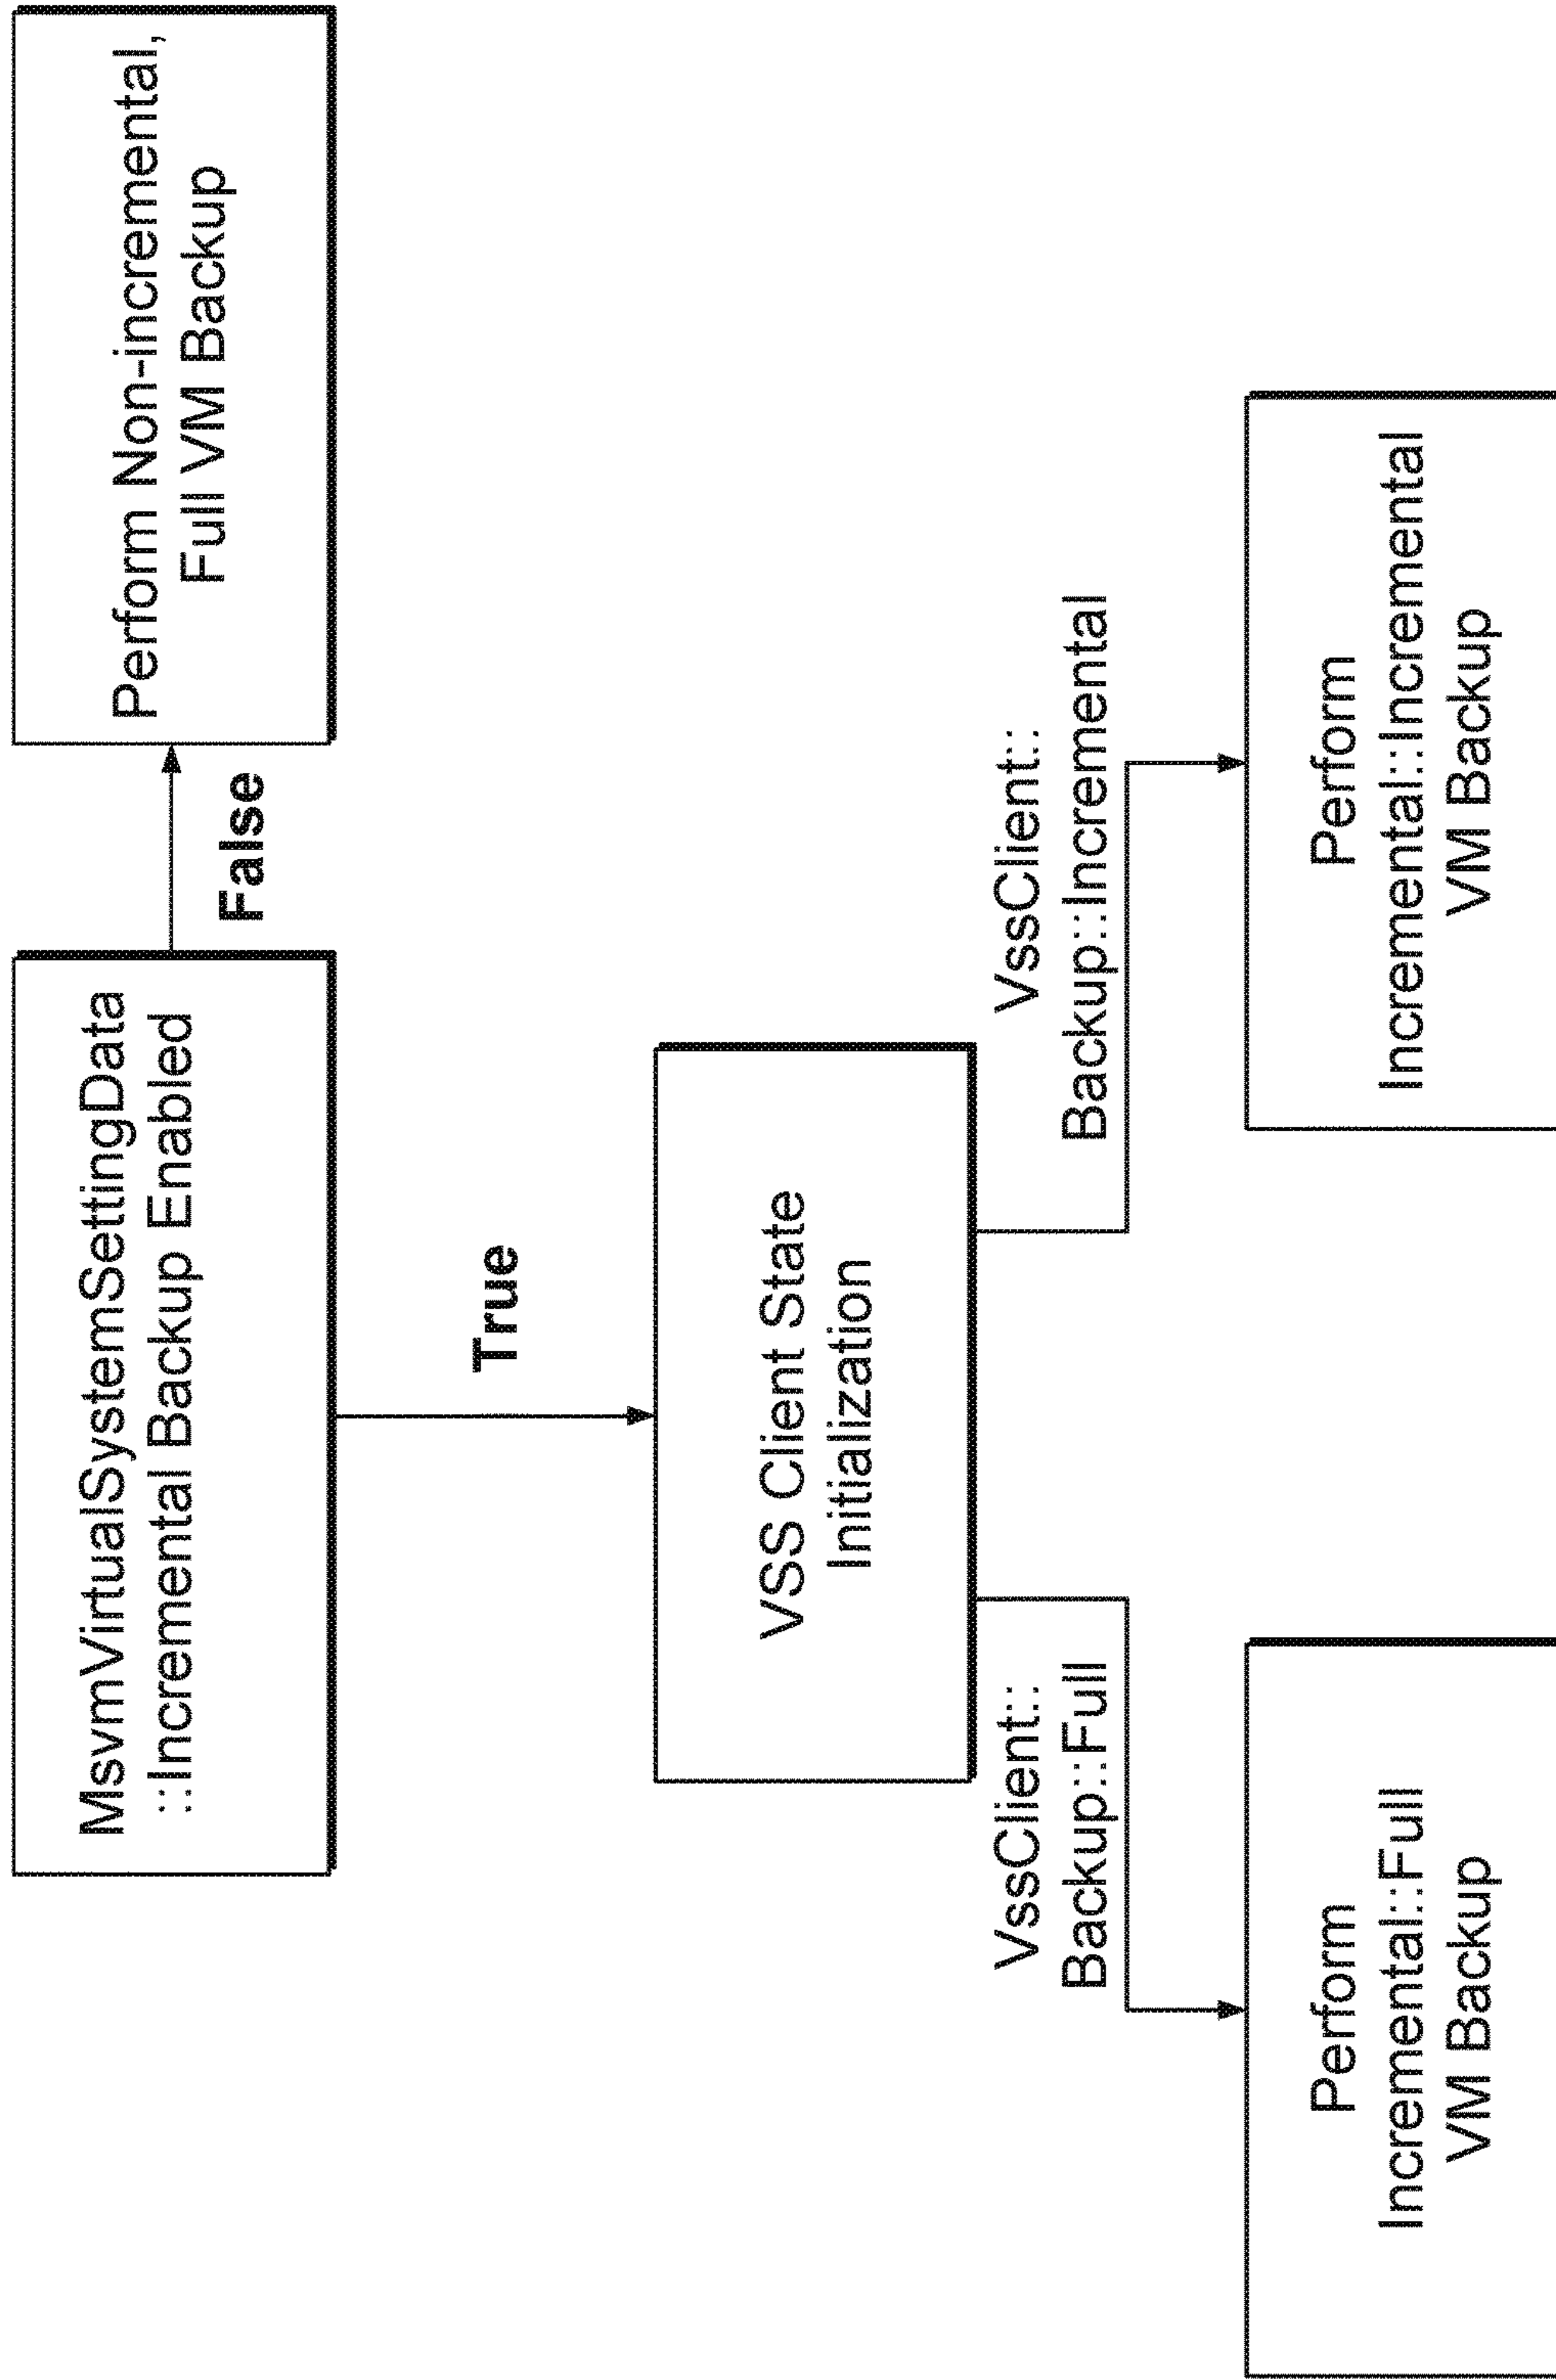 MsvmVirtualSystemSettingData
::Incremental Backup Enabled
False
Perform Non-incremental,
Full VM Backup
True
VSS Client State
Initialization
VssClient::
Backup::Full
VssClient::
Backup::Incremental
Perform
Incremental::Full
VM Backup
Perform
Incremental::Incremental
VM Backup